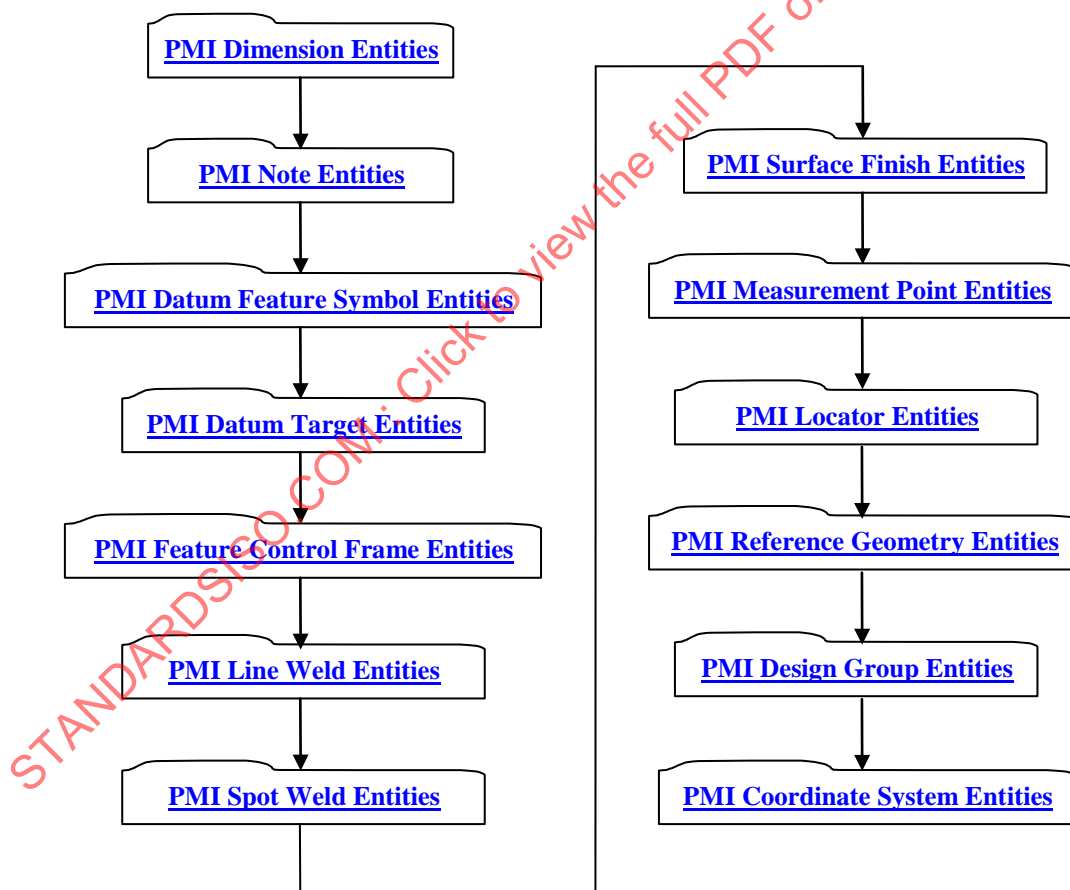 PMI Dimension Entities
PMI Note Entities
PMI Datum Feature Symbol Entities
PMI Datum Target Entities
PMI Feature Control Frame Entities
PMI Line Weld Entities
PMI Spot Weld Entities
PMI Surface Finish Entities
PMI Measurement Point Entities
PMI Locator Entities
PMI Reference Geometry Entities
PMI Design Group Entities
PMI Coordinate System Entities
STANDARDSISO.COM : Click to view the full PDF